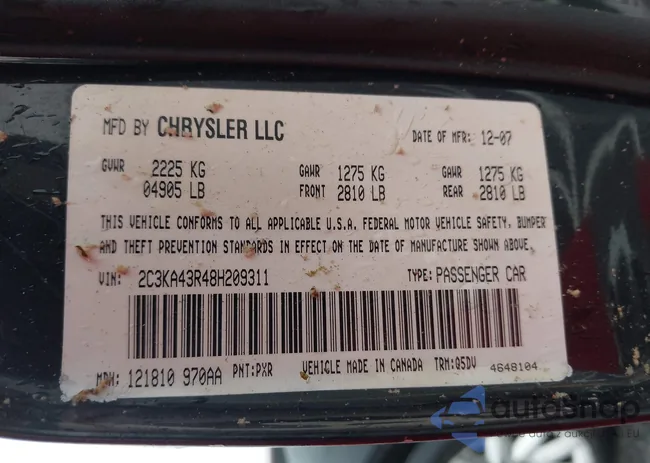 MFD BY CHRYSLER LLC
DATE OF MFR: 12-07
GVWR 2225 KG GAWR 1275 KG GAWR 1275 KG
04905 LB FRONT 2810 LB REAR 2810 LB
THIS VEHICLE CONFORMS TO ALL APPLICABLE U.S.A. FEDERAL MOTOR VEHICLE SAFETY, BUMPER
AND THEFT PREVENTION STANDARDS IN EFFECT ON THE DATE OF MANUFACTURE SHOWN ABOVE.
VIN: 2C3KA43R48H209311 TYPE: PASSENGER CAR
MDH: 121810 970AA PNT: PXR VEHICLE MADE IN CANADA TRM: Q5DV 4648104
autoSnap